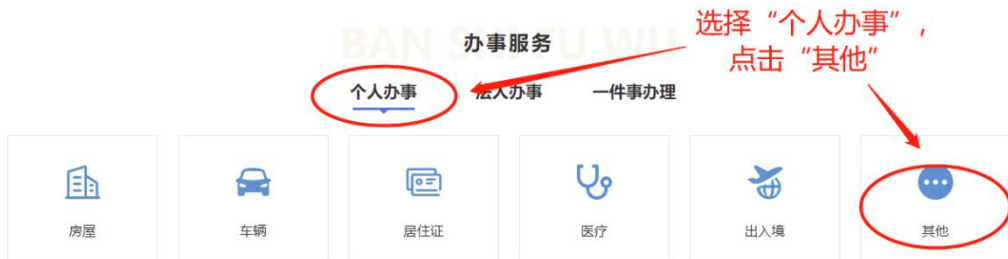 选择“个人办事”，
点击“其他”
办事服务
个人办事 法人办事 一件事办理
房屋 车辆 居住证 医疗 出入境 其他